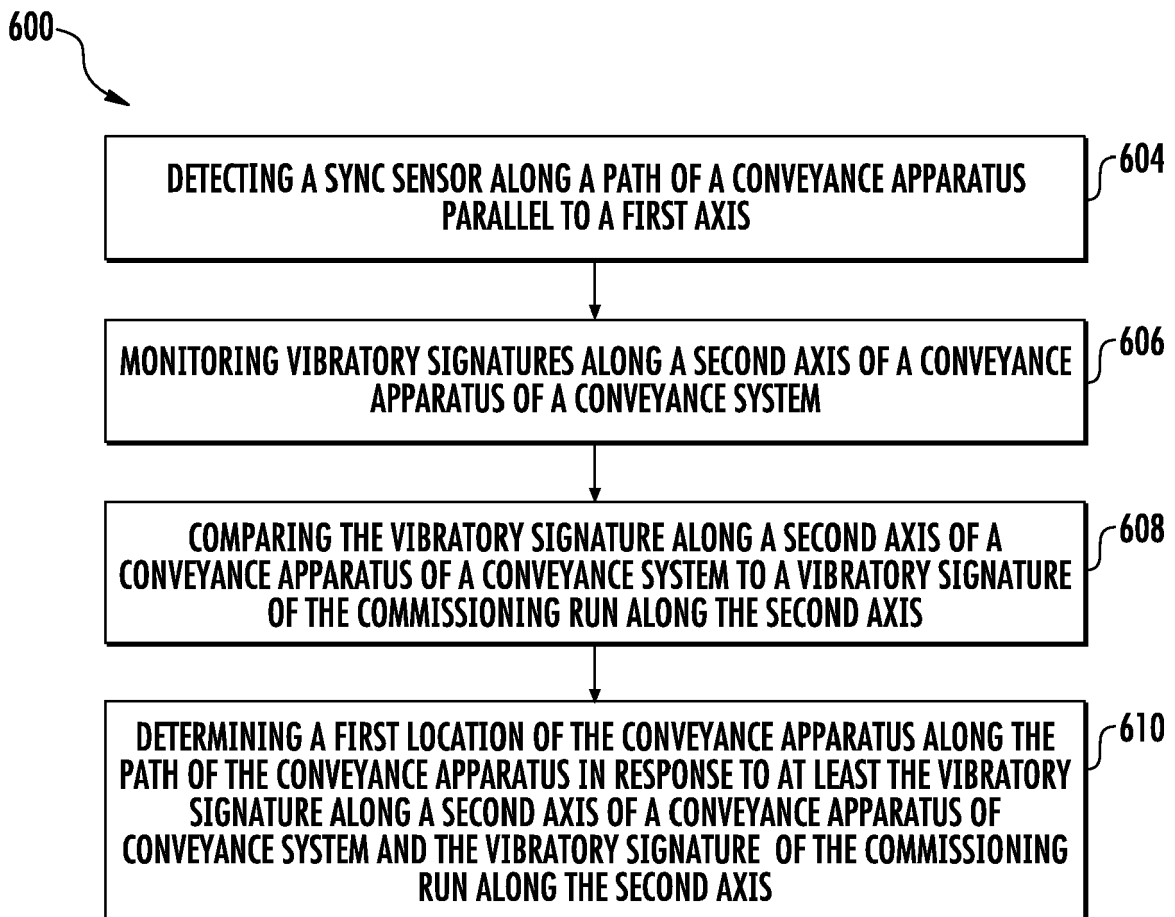 600
DETECTING A SYNC SENSOR ALONG A PATH OF A CONVEYANCE APPARATUS
PARALLEL TO A FIRST AXIS
604
MONITORING VIBRATORY SIGNATURES ALONG A SECOND AXIS OF A CONVEYANCE
APPARATUS OF A CONVEYANCE SYSTEM
606
COMPARING THE VIBRATORY SIGNATURE ALONG A SECOND AXIS OF A
CONVEYANCE APPARATUS OF A CONVEYANCE SYSTEM TO A VIBRATORY SIGNATURE
OF THE COMMISSIONING RUN ALONG THE SECOND AXIS
608
DETERMINING A FIRST LOCATION OF THE CONVEYANCE APPARATUS ALONG THE
PATH OF THE CONVEYANCE APPARATUS IN RESPONSE TO AT LEAST THE VIBRATORY
SIGNATURE ALONG A SECOND AXIS OF A CONVEYANCE APPARATUS OF
CONVEYANCE SYSTEM AND THE VIBRATORY SIGNATURE OF THE COMMISSIONING
RUN ALONG THE SECOND AXIS
610